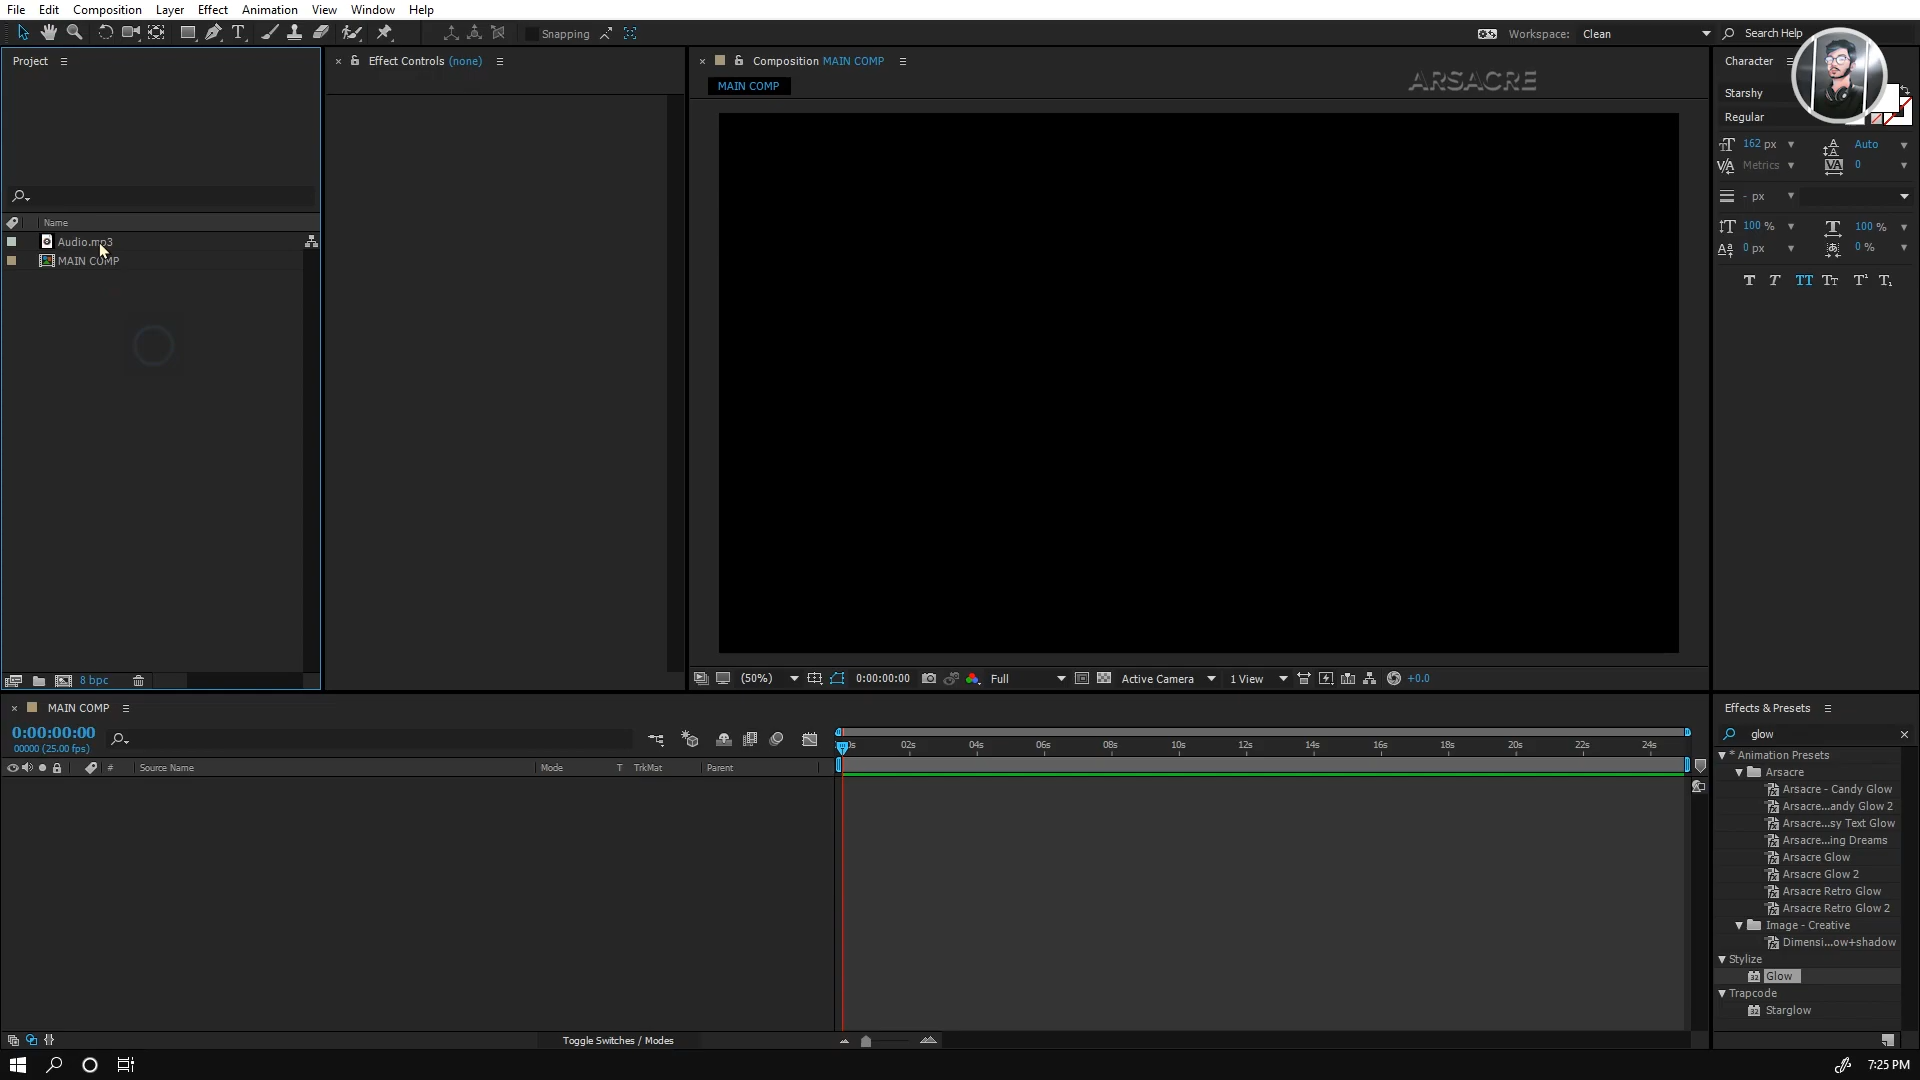 File Edit Composition Layer Effect Animation View Window Help
Snapping
Workspace: Clean
Search Help
Project
Effect Controls (none)
Composition MAIN COMP
MAIN COMP
ARSACRE
Name
Audio.mp3
MAIN COMP
8 bpc
(50%)
0:00:00:00
Full
Active Camera
1 View
+0.0
Character
Starshy
Regular
162 px
Auto
Metrics
0
- px
100 %
100 %
0 px
0 %
MAIN COMP
0:00:00:00
00000 (25.00 fps)
# Source Name Mode T TrkMat Parent
02s 04s 06s 08s 10s 12s 14s 16s 18s 20s 22s 24s
Toggle Switches / Modes
Effects & Presets
glow
* Animation Presets
Arsacre
Arsacre - Candy Glow
Arsacre...andy Glow 2
Arsacre...sy Text Glow
Arsacre...ing Dreams
Arsacre Glow
Arsacre Glow 2
Arsacre Retro Glow
Arsacre Retro Glow 2
Image - Creative
Dimensi...ow+shadow
Stylize
Glow
Trapcode
Starglow
7:25 PM